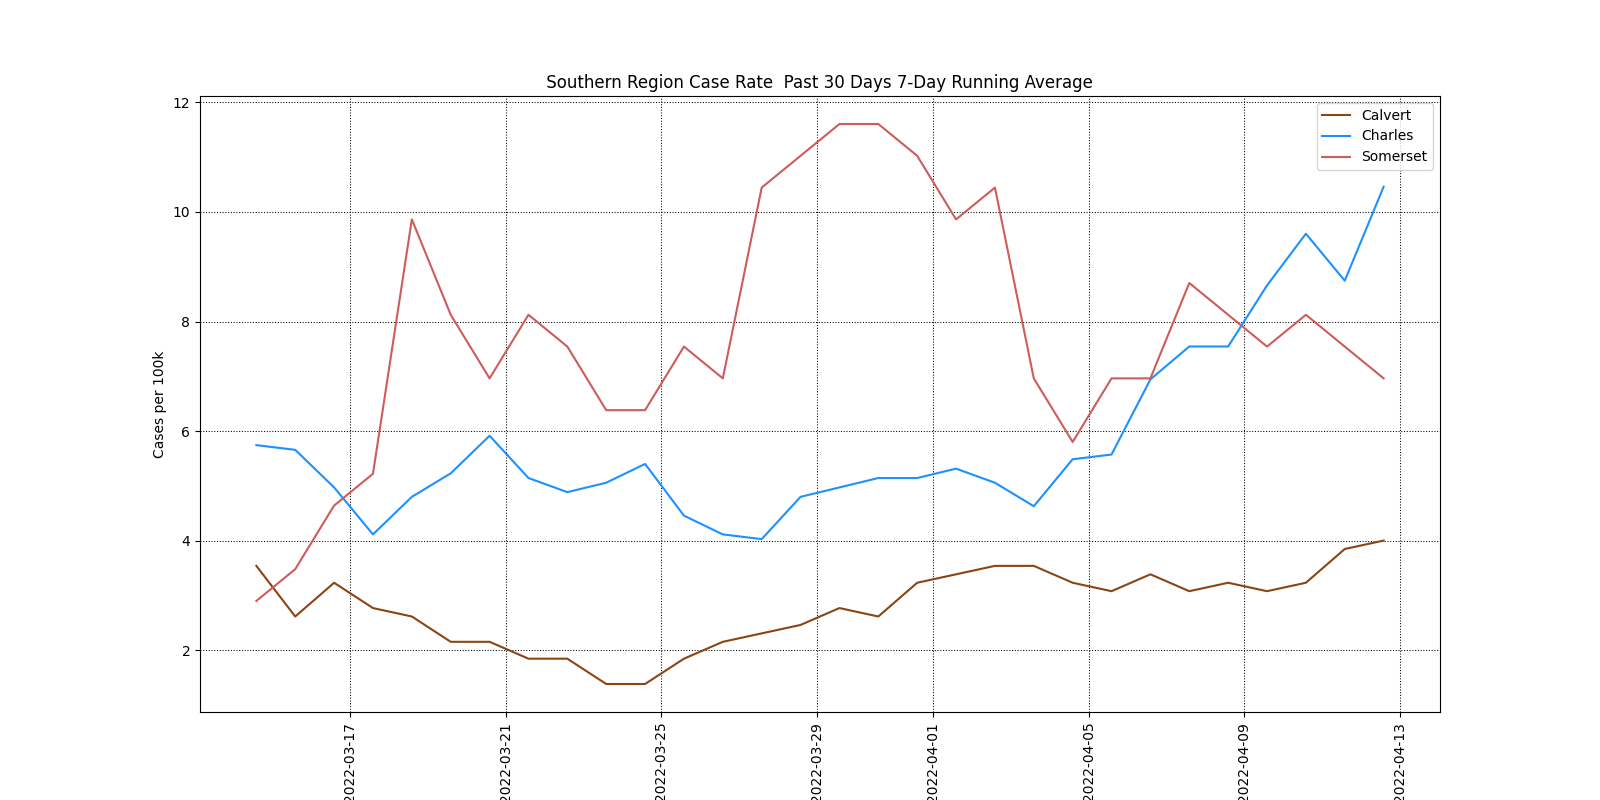 Southern Region Case Rate  Past 30 Days 7-Day Running Average
Calvert
Charles
Somerset
Cases per 100k
12
10
8
6
4
2
2022-03-17
2022-03-21
2022-03-25
2022-03-29
2022-04-01
2022-04-05
2022-04-09
2022-04-13